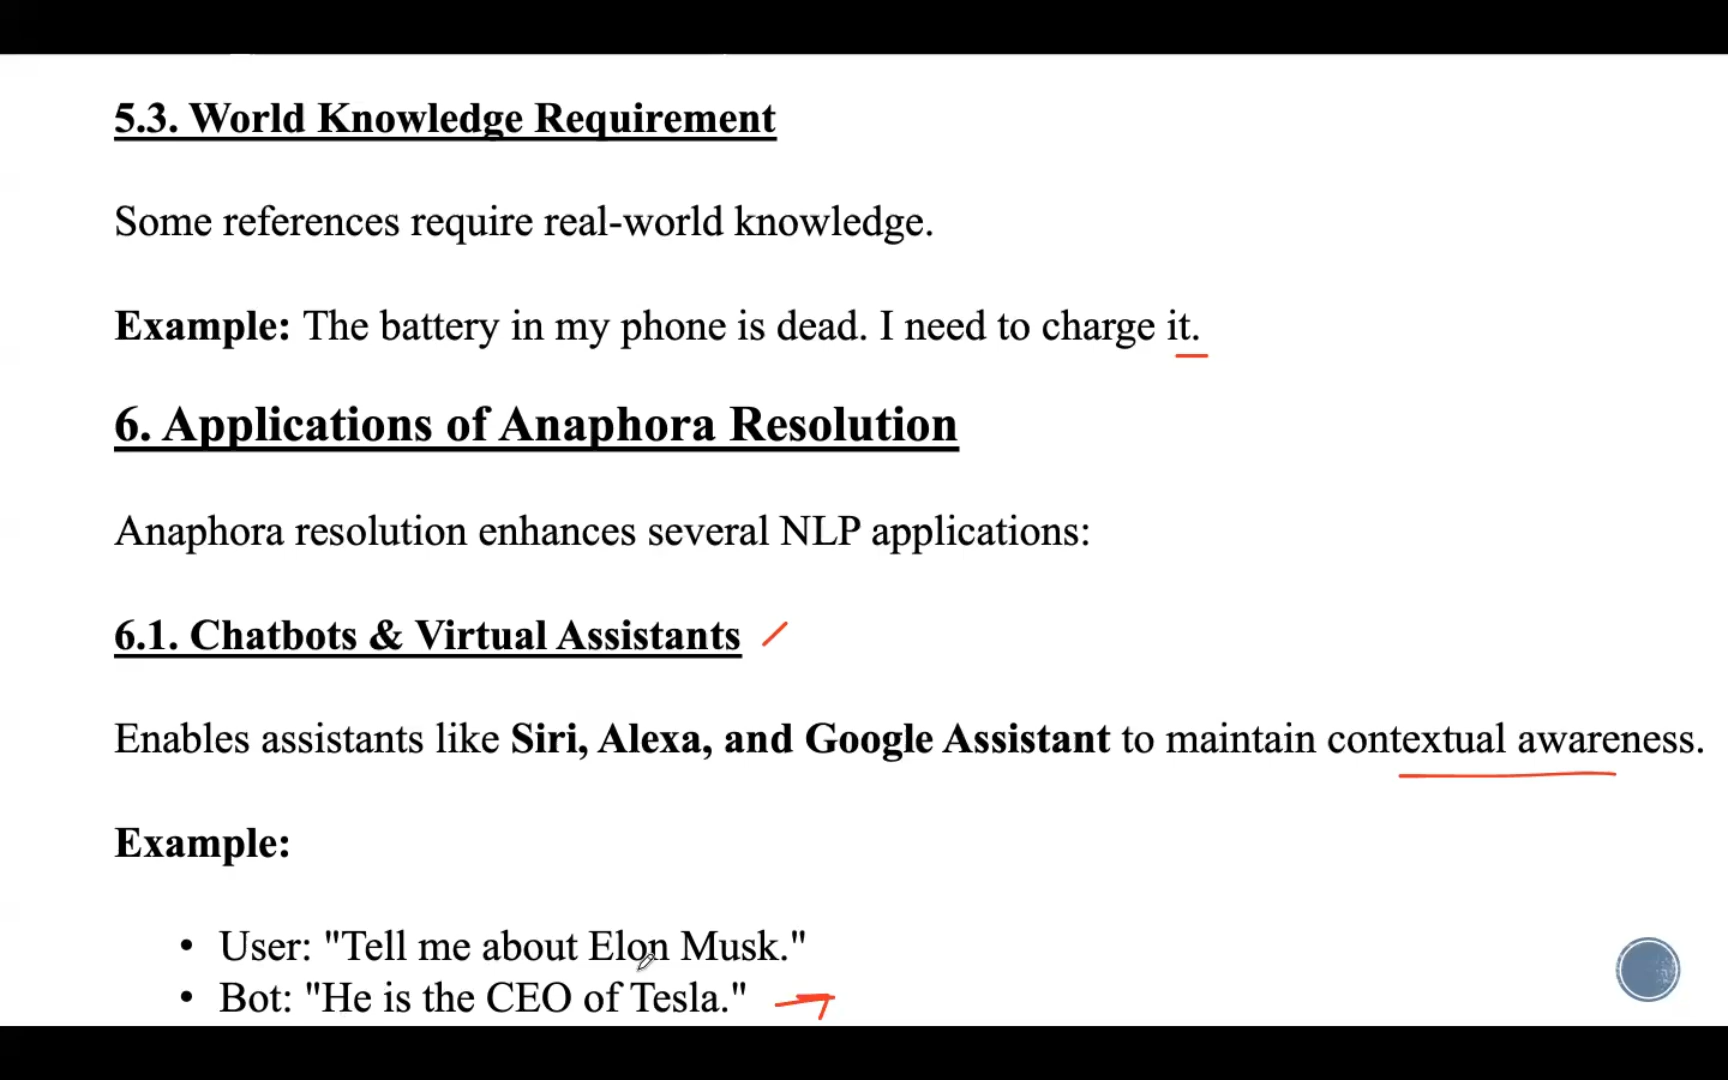 5.3. World Knowledge Requirement
Some references require real-world knowledge.
Example: The battery in my phone is dead. I need to charge it.
6. Applications of Anaphora Resolution
Anaphora resolution enhances several NLP applications:
6.1. Chatbots & Virtual Assistants
Enables assistants like Siri, Alexa, and Google Assistant to maintain contextual awareness.
Example:
• User: "Tell me about Elon Musk."
• Bot: "He is the CEO of Tesla."